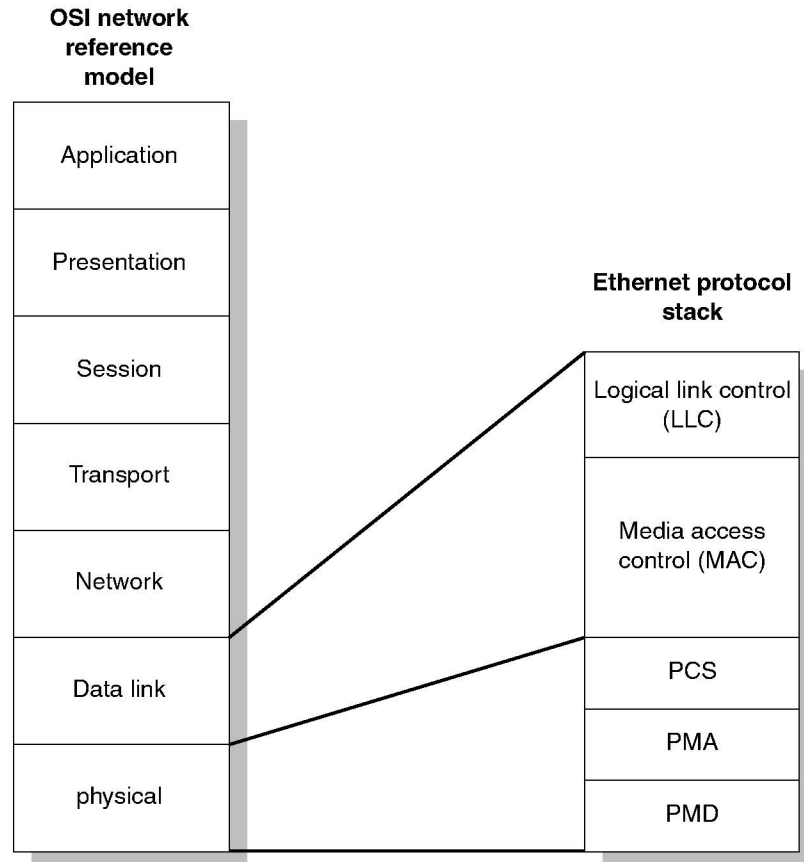 OSI network
reference
model
Application
Presentation
Session
Transport
Network
Data link
physical
Ethernet protocol
stack
Logical link control
(LLC)
Media access
control (MAC)
PCS
PMA
PMD